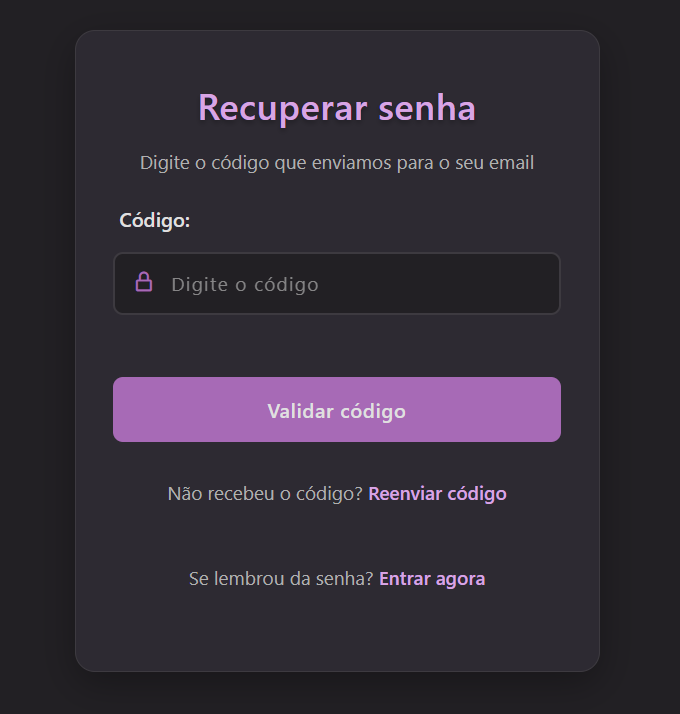 Recuperar senha
Digite o código que enviamos para o seu email
Código:
Digite o código
Validar código
Não recebeu o código? Reenviar código
Se lembrou da senha? Entrar agora